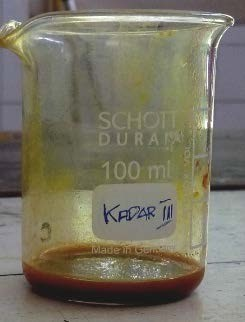 SCHOTT
DURAN
100 ml
KADAR III
Made in Germany